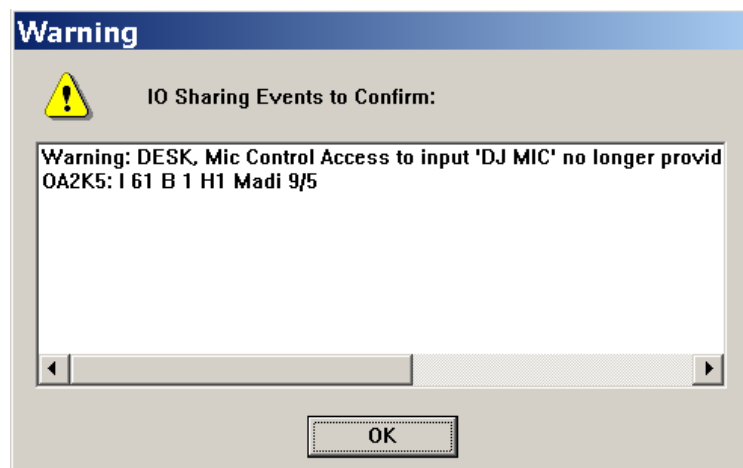 Warning
IO Sharing Events to Confirm:
Warning: DESK, Mic Control Access to input 'DJ MIC' no longer provid
OA2K5: I 61 B 1 H1 Madi 9/5
OK